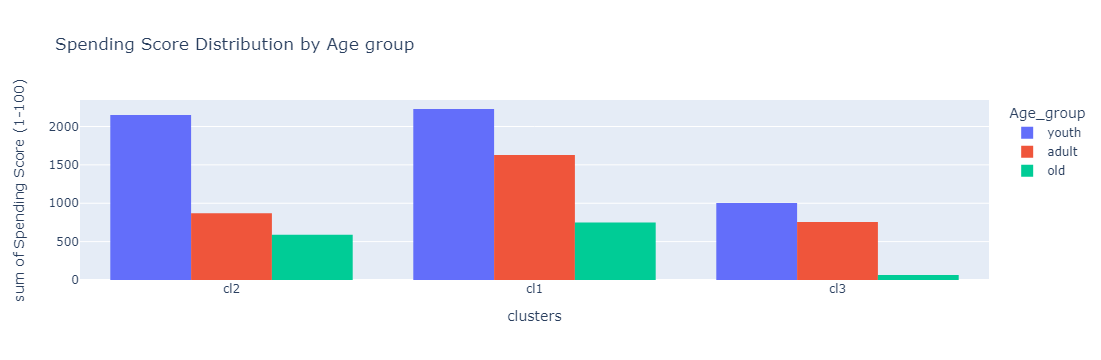 Spending Score Distribution by Age group
sum of Spending Score (1-100)
2000
1500
1000
500
0
cl2
cl1
cl3
clusters
Age_group
youth
adult
old